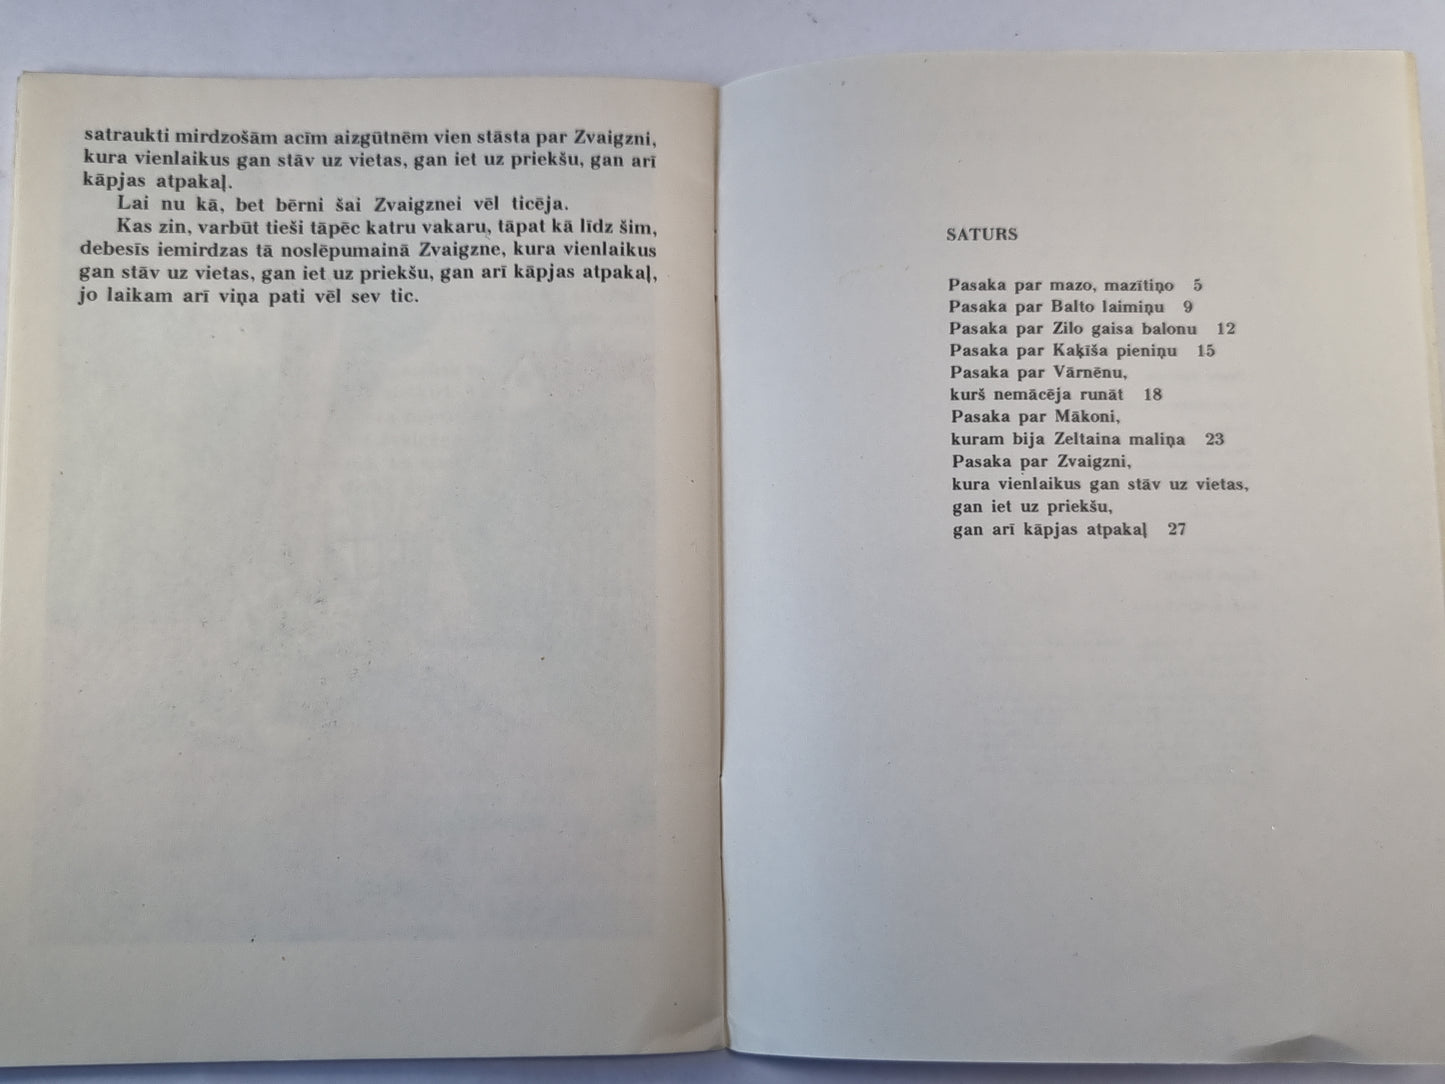 satraukti mirdzošām acīm aizgūtnēm vien stāsta par Zvaigzni,
kura vienlaikus gan stāv uz vietas, gan iet uz priekšu, gan arī
kāpjas atpakaļ.
Lai nu kā, bet bērni šai Zvaigznei vēl ticēja.
Kas zin, varbūt tieši tāpēc katru vakaru, tāpat kā līdz šim,
debesīs iemirdzas tā noslēpumainā Zvaigzne, kura vienlaikus
gan stāv uz vietas, gan iet uz priekšu, gan arī kāpjas atpakaļ,
jo laikam arī viņa pati vēl sev tic.
SATURS
Pasaka par mazo, mazītiņo 5
Pasaka par Balto laimiņu 9
Pasaka par Zilo gaisa balonu 12
Pasaka par Kaķīša pieniņu 15
Pasaka par Vārnēnu,
kurš nemācēja runāt 18
Pasaka par Mākoni,
kuram bija Zeltaina maliņa 23
Pasaka par Zvaigzni,
kura vienlaikus gan stāv uz vietas,
gan iet uz priekšu,
gan arī kāpjas atpakaļ 27